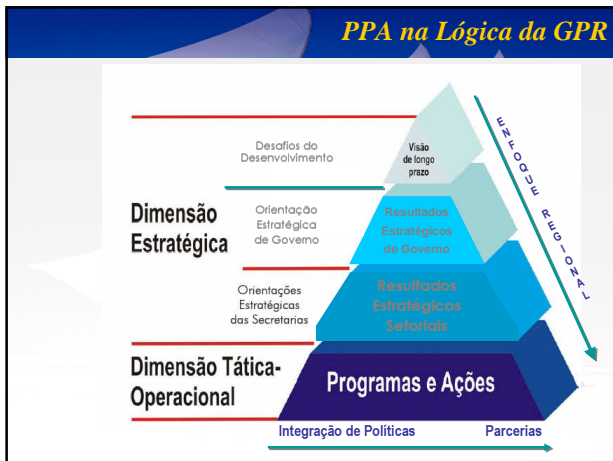 PPA na Lógica da GPR
Desafios do
Desenvolvimento
Visão
de longo
prazo
ENFOQUE REGIONAL
Dimensão
Estratégica
Orientação
Estratégica
de Governo
Resultados
Estratégicos
de Governo
Orientações
Estratégicas
das Secretarias
Resultados
Estratégicos
Setoriais
Dimensão Tática-
Operacional
Programas e Ações
Integração de Políticas
Parcerias